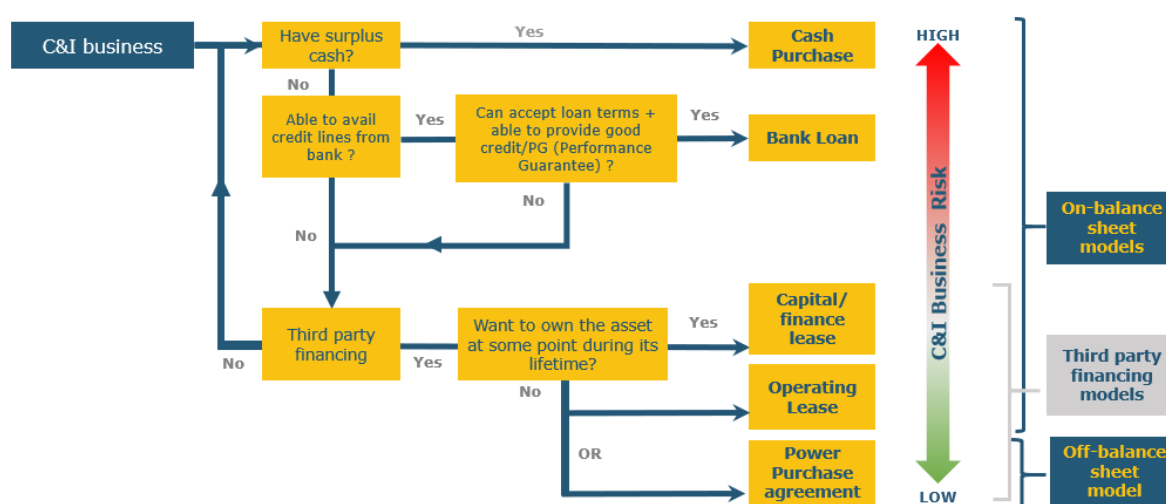 C&I business
Have surplus
cash?
Yes
Cash
Purchase
HIGH
No
Able to avail
credit lines from
bank ?
Yes
Can accept loan terms +
able to provide good
credit/PG (Performance
Guarantee) ?
Yes
Bank Loan
No
No
C&I Business Risk
On-balance
sheet
models
Third party
financing
No
Yes
Want to own the asset
at some point during its
lifetime?
Yes
Capital/
finance
lease
Third party
financing
models
No
Operating
Lease
OR
Power
Purchase
agreement
LOW
Off-balance
sheet
model